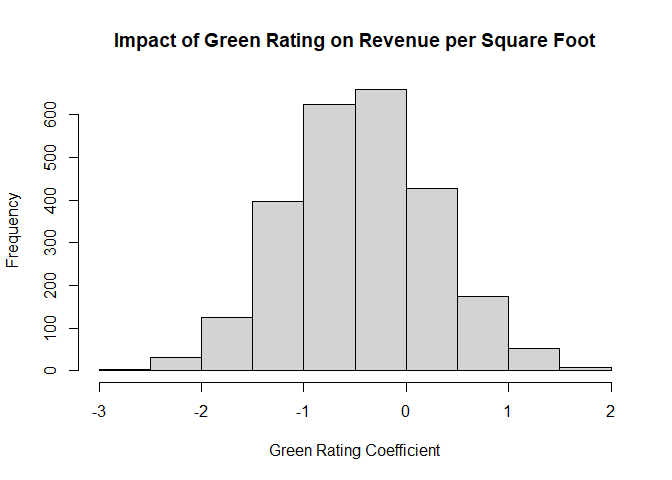 Impact of Green Rating on Revenue per Square Foot
Frequency
600
500
400
300
200
100
0
-3 -2 -1 0 1 2
Green Rating Coefficient